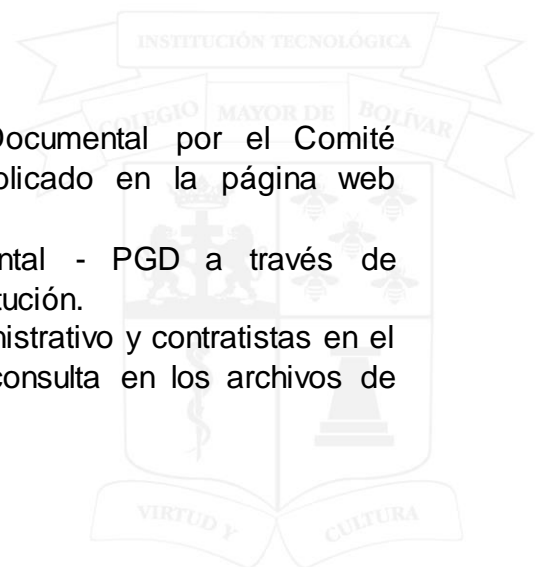 INSTITUCIÓN TECNOLÓGICA
COLEGIO MAYOR DE BOLÍVAR
Documental por el Comité
blicado en la página web
ntal - PGD a través de
tución.
nistrativo y contratistas en el
consulta en los archivos de
VIRTUD Y CULTURA